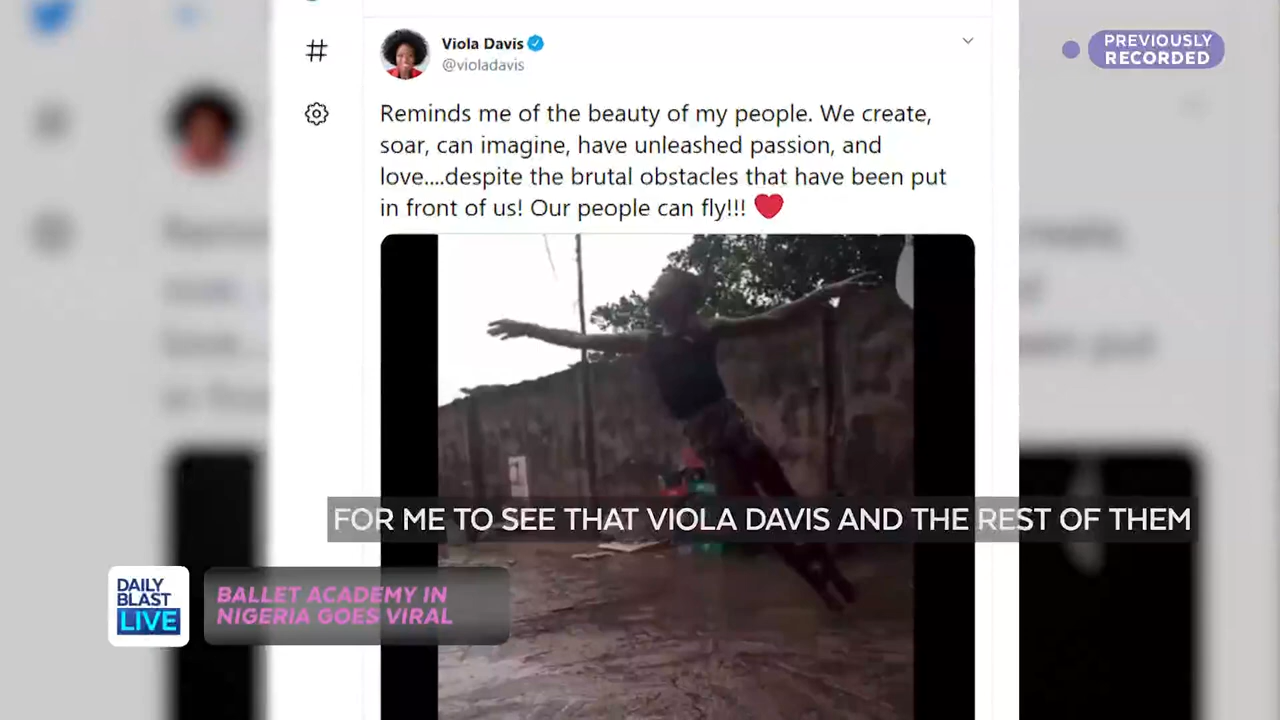 Viola Davis
@violadavis
PREVIOUSLY
RECORDED
#
Reminds me of the beauty of my people. We create,
soar, can imagine, have unleashed passion, and
love....despite the brutal obstacles that have been put
in front of us! Our people can fly!!! ❤
FOR ME TO SEE THAT VIOLA DAVIS AND THE REST OF THEM
DAILY
BLAST
LIVE
BALLET ACADEMY IN
NIGERIA GOES VIRAL